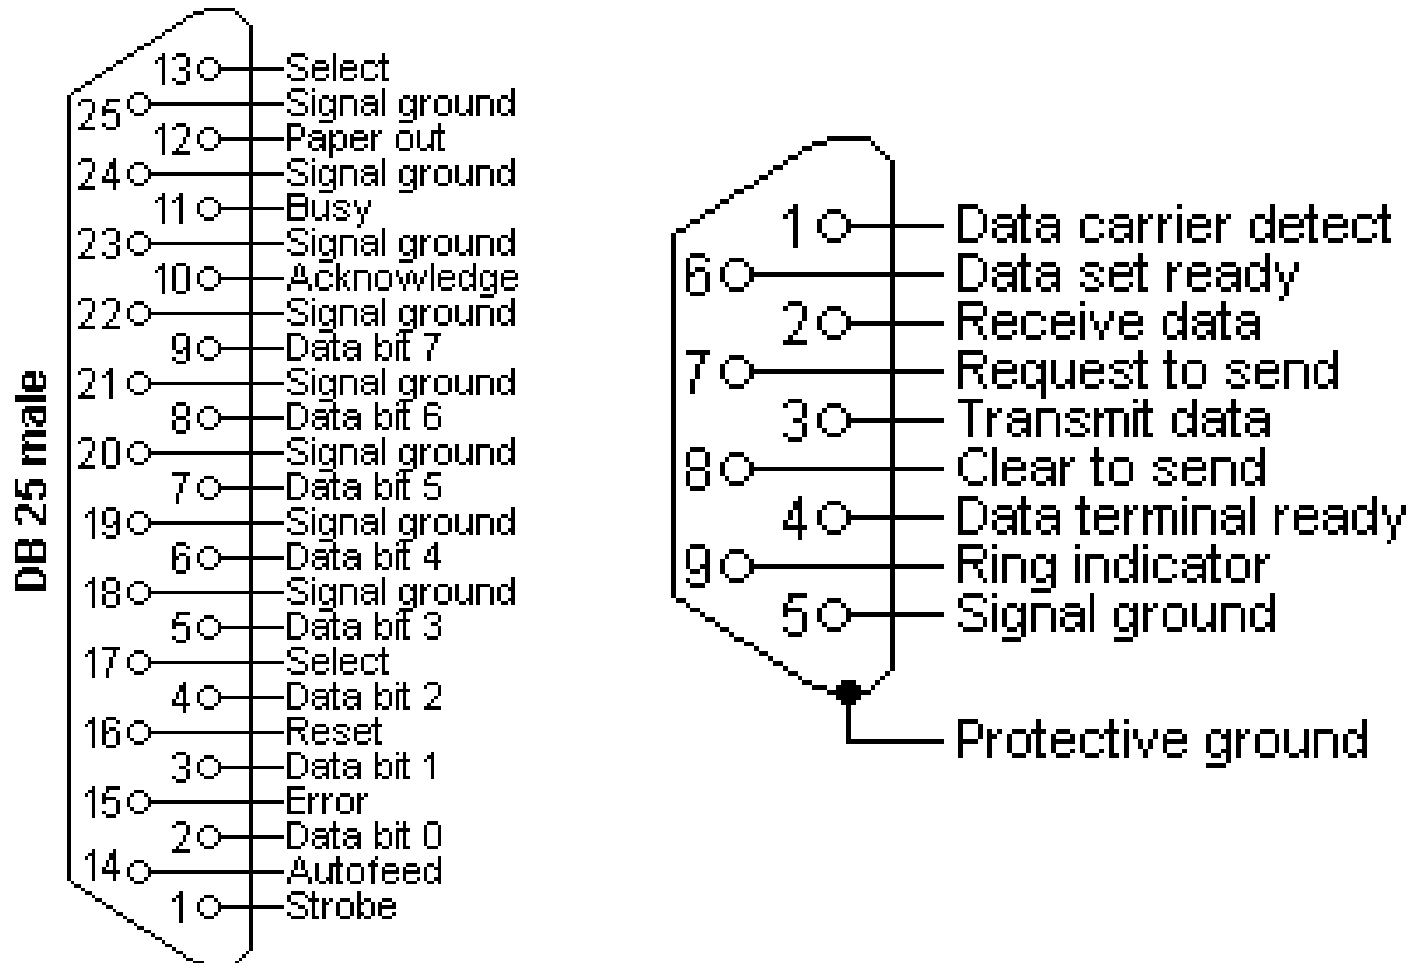 DB 25 male
13 Select
25 Signal ground
12 Paper out
24 Signal ground
11 Busy
23 Signal ground
10 Acknowledge
22 Signal ground
9 Data bit 7
21 Signal ground
8 Data bit 6
20 Signal ground
7 Data bit 5
19 Signal ground
6 Data bit 4
18 Signal ground
5 Data bit 3
17 Select
4 Data bit 2
16 Reset
3 Data bit 1
15 Error
2 Data bit 0
14 Autofeed
1 Strobe
1 Data carrier detect
6 Data set ready
2 Receive data
7 Request to send
3 Transmit data
8 Clear to send
4 Data terminal ready
9 Ring indicator
5 Signal ground
Protective ground